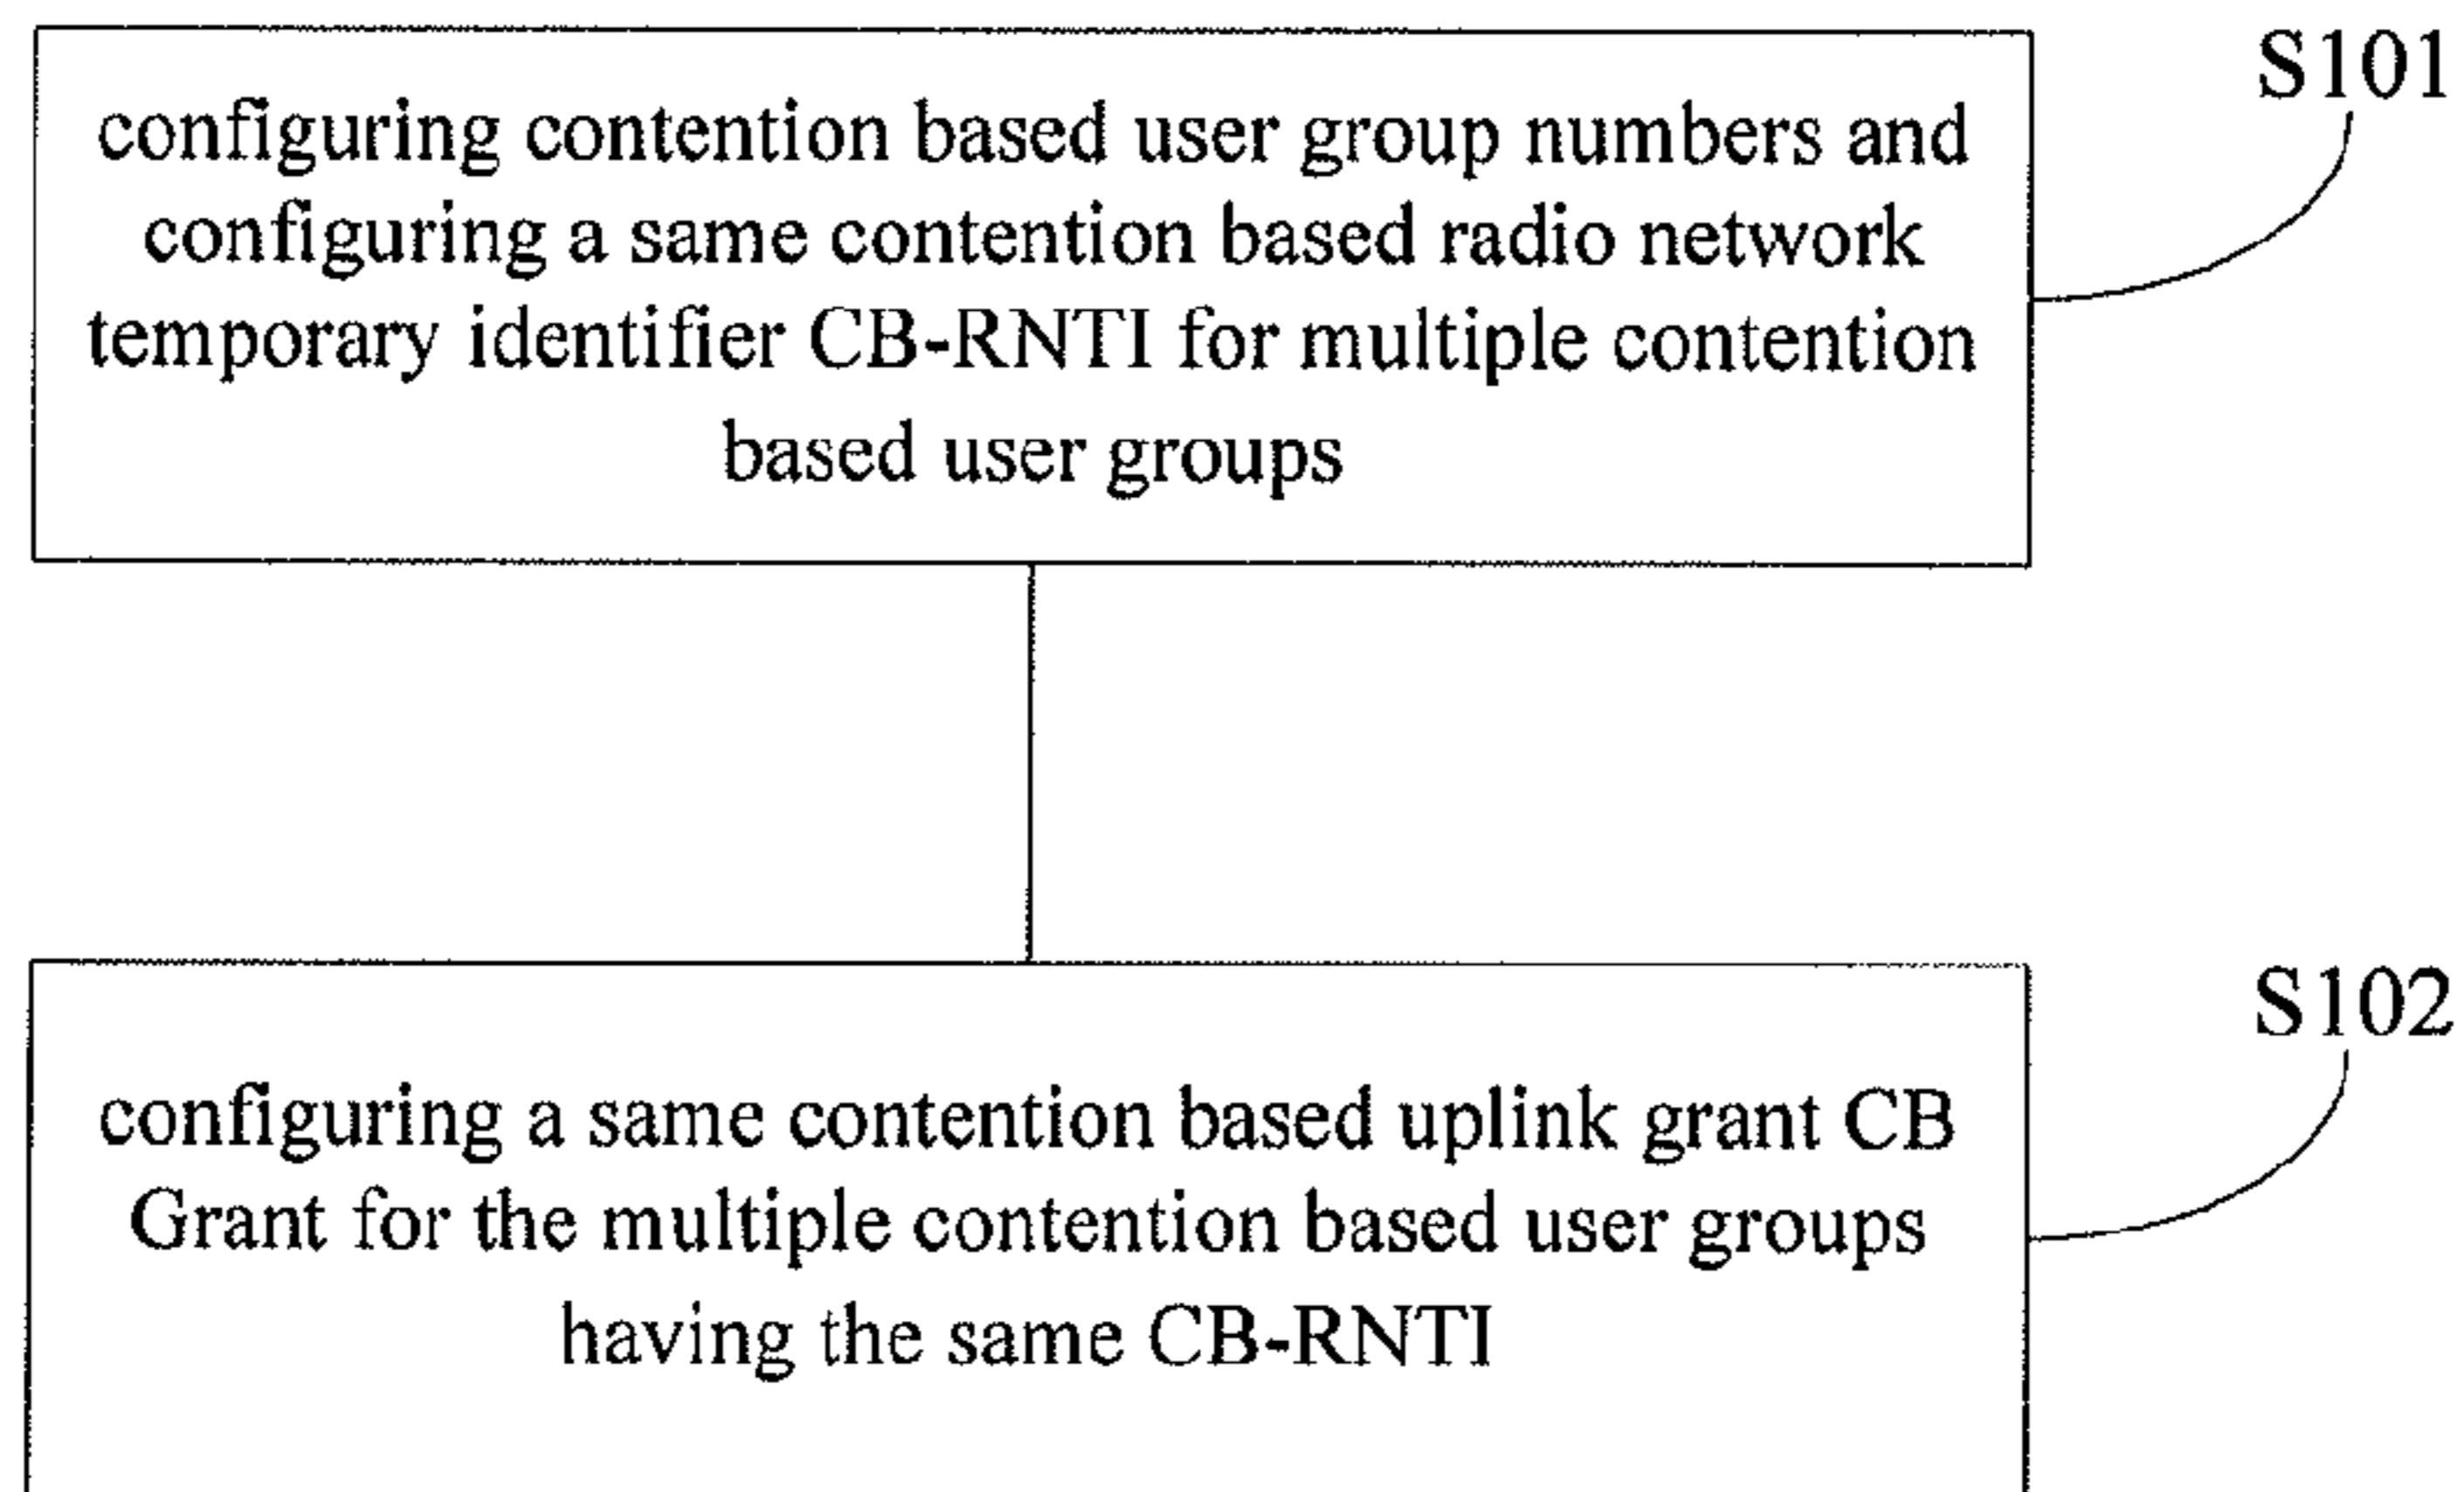 S101
configuring contention based user group numbers and
configuring a same contention based radio network
temporary identifier CB-RNTI for multiple contention
based user groups
S102
configuring a same contention based uplink grant CB
Grant for the multiple contention based user groups
having the same CB-RNTI